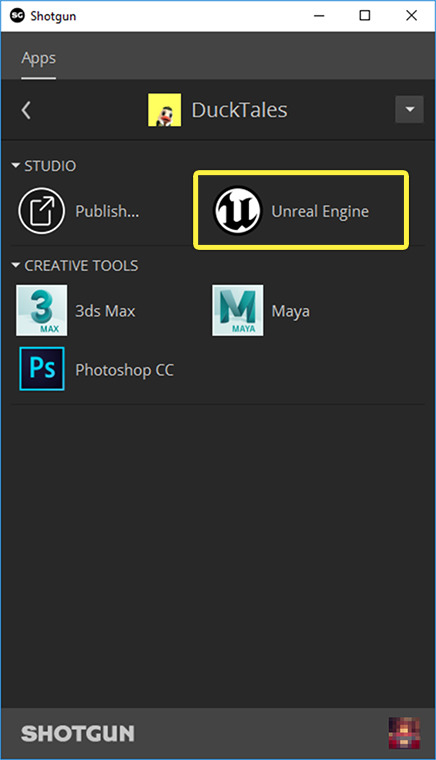 SG Shotgun
Apps
DuckTales
STUDIO
Publish... Unreal Engine
CREATIVE TOOLS
3 MAX 3ds Max M MAYA Maya
Ps Photoshop CC
SHOTGUN